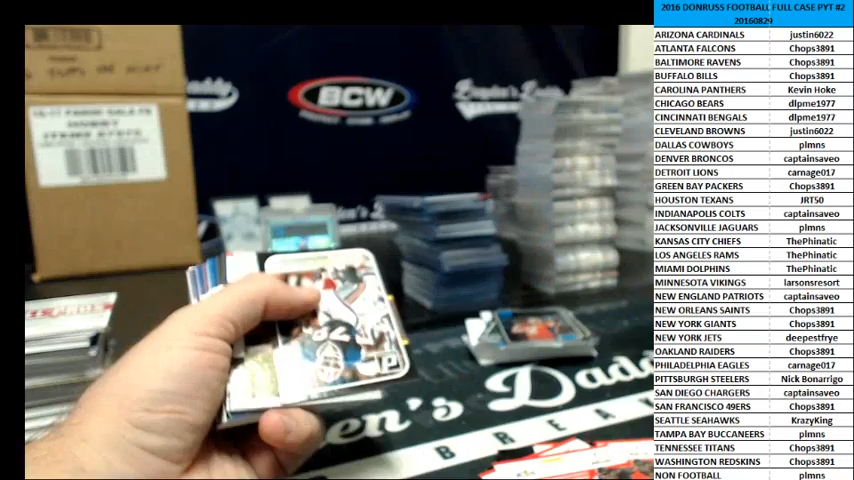 2016 DONRUSS FOOTBALL FULL CASE PYT #2
20160829
ARIZONA CARDINALS justin6022
ATLANTA FALCONS Chops3891
BALTIMORE RAVENS Chops3891
BUFFALO BILLS Chops3891
CAROLINA PANTHERS Kevin Hoke
CHICAGO BEARS dlpme1977
CINCINNATI BENGALS dlpme1977
CLEVELAND BROWNS justin6022
DALLAS COWBOYS plmns
DENVER BRONCOS captainsaveo
DETROIT LIONS carnage017
GREEN BAY PACKERS Chops3891
HOUSTON TEXANS JRT50
INDIANAPOLIS COLTS captainsaveo
JACKSONVILLE JAGUARS plmns
KANSAS CITY CHIEFS ThePhinatic
LOS ANGELES RAMS ThePhinatic
MIAMI DOLPHINS ThePhinatic
MINNESOTA VIKINGS larsonsresort
NEW ENGLAND PATRIOTS captainsaveo
NEW ORLEANS SAINTS Chops3891
NEW YORK GIANTS Chops3891
NEW YORK JETS deepestfrye
OAKLAND RAIDERS Chops3891
PHILADELPHIA EAGLES carnage017
PITTSBURGH STEELERS Nick Bonarrigo
SAN DIEGO CHARGERS captainsaveo
SAN FRANCISCO 49ERS Chops3891
SEATTLE SEAHAWKS KrazyKing
TAMPA BAY BUCCANEERS plmns
TENNESSEE TITANS Chops3891
WASHINGTON REDSKINS Chops3891
NON FOOTBALL plmns
BCW
en's Daddy
BREA